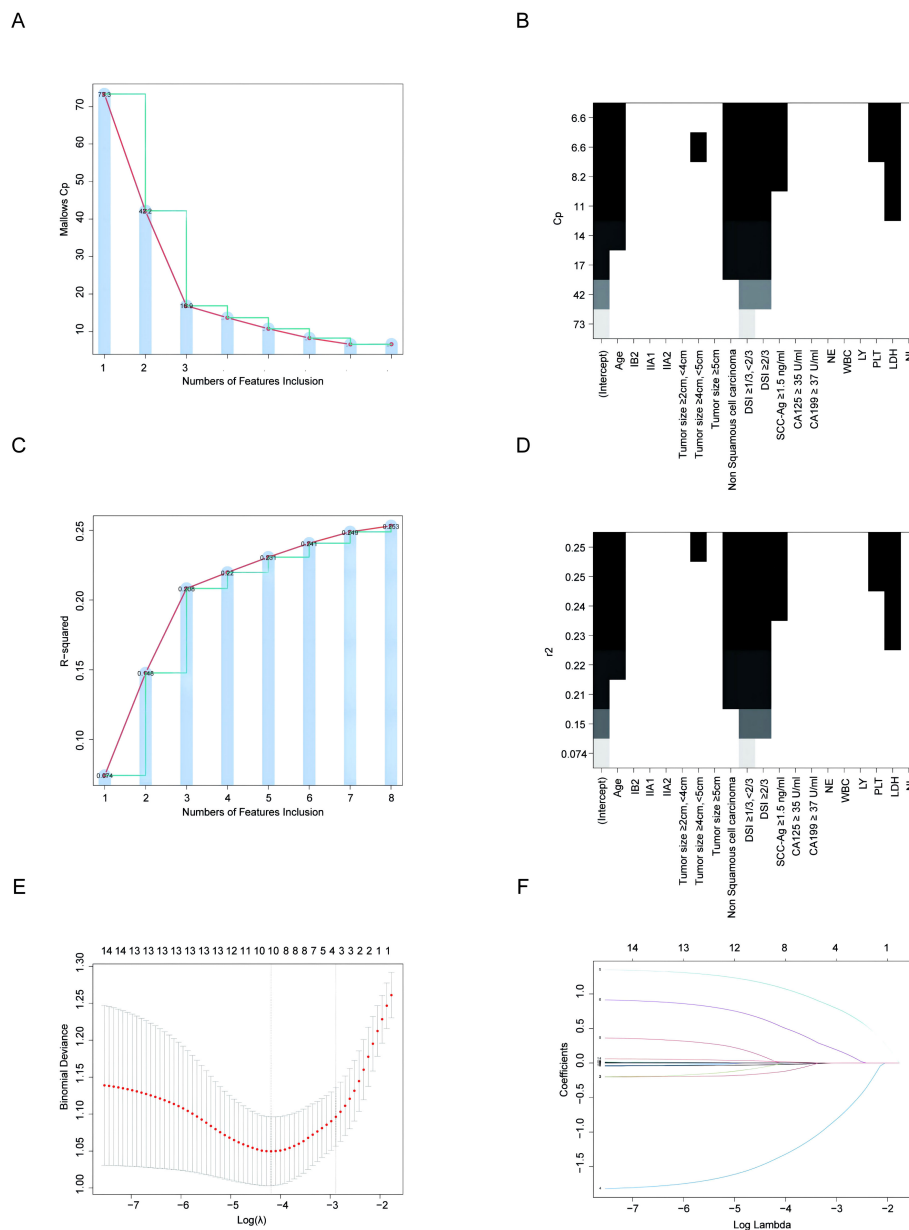 A
70
60
50
40
30
20
10
Mallows Cp
73.3
1 2 3 4 5 6 7 8
Numbers of Features Inclusion
B
6.6
6.6
8.2
11
14
17
42
73
Cp
(Intercept)
Age
IB2
IIA1
IIA2
Tumor size ≥2cm,<4cm
Tumor size ≥4cm,<5cm
Tumor size ≥5cm
Non Squamous cell carcinoma
DSI ≥1/3,<2/3
DSI ≥2/3
SCC-Ag ≥1.5 ng/ml
CA125 ≥ 35 U/ml
CA199 ≥ 37 U/ml
NE
WBC
LY
PLT
LDH
C
0.25
0.20
0.15
0.10
R-squared
0.074
0.148
0.208
0.22
0.231
0.241
0.249
0.253
1 2 3 4 5 6 7 8
Numbers of Features Inclusion
D
0.25
0.25
0.24
0.23
0.22
0.21
0.15
0.074
r2
(Intercept)
Age
IB2
IIA1
IIA2
Tumor size ≥2cm,<4cm
Tumor size ≥4cm,<5cm
Tumor size ≥5cm
Non Squamous cell carcinoma
DSI ≥1/3,<2/3
DSI ≥2/3
SCC-Ag ≥1.5 ng/ml
CA125 ≥ 35 U/ml
CA199 ≥ 37 U/ml
NE
WBC
LY
PLT
LDH
E
14 14 13 13 13 13 13 13 13 12 11 10 10 8 8 8 7 5 4 3 3 2 2 1 1
1.30
1.25
1.20
1.15
1.10
1.05
1.00
Binomial Deviance
−7 −6 −5 −4 −3 −2
Log(λ)
F
14 13 12 8 4 1
1.0
0.5
0.0
−0.5
−1.0
−1.5
Coefficients
−7 −6 −5 −4 −3 −2
Log Lambda